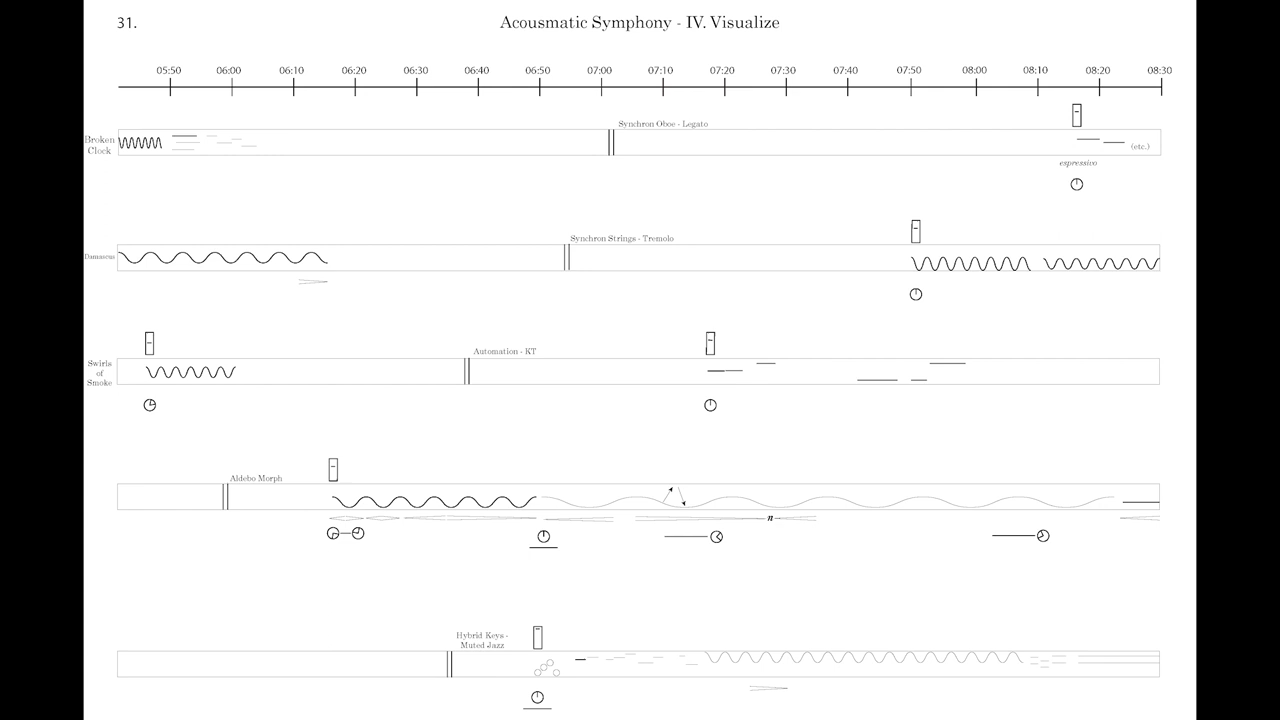 31.
Acousmatic Symphony - IV. Visualize
05:50 06:00 06:10 06:20 06:30 06:40 06:50 07:00 07:10 07:20 07:30 07:40 07:50 08:00 08:10 08:20 08:30
Synchron Oboe - Legato
Broken
Clock
(etc.)
espressivo
Synchron Strings - Tremolo
Damascus
Automation - KT
Swirls
of
Smoke
Aldebo Morph
n
Hybrid Keys -
Muted Jazz